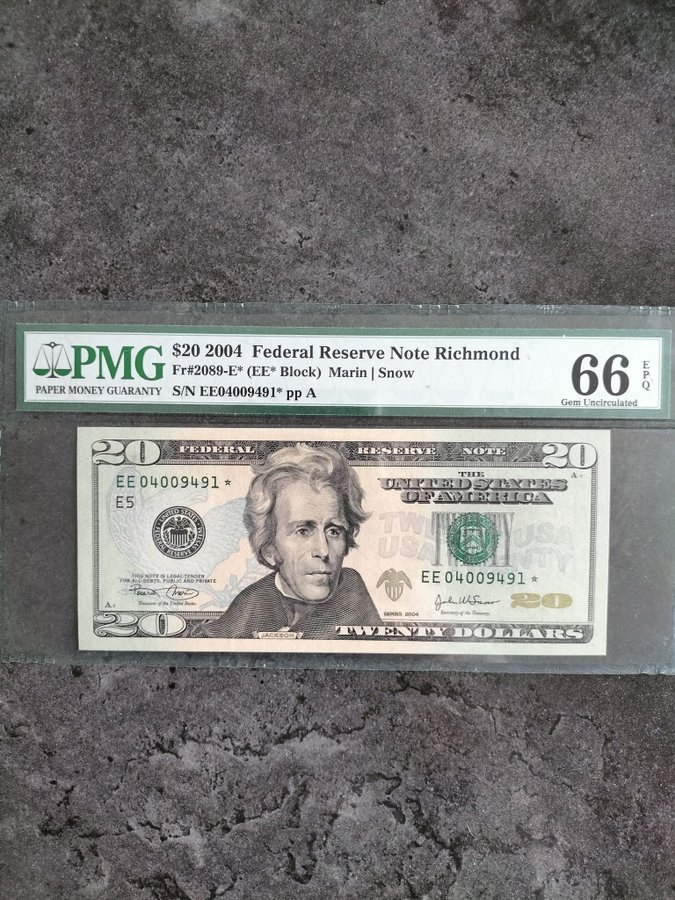 PMG
PAPER MONEY GUARANTY
$20 2004 Federal Reserve Note Richmond
Fr#2089-E* (EE* Block) Marin | Snow
S/N EE04009491* pp A
66
EPQ
Gem Uncirculated
20
FEDERAL RESERVE NOTE
20
EE 04009491 *
E5
THE
UNITED STATES
OF AMERICA
TWENTY USA
USA TWENTY
THIS NOTE IS LEGAL TENDER
FOR ALL DEBTS, PUBLIC AND PRIVATE
Treasurer of the United States.
EE 04009491 *
SERIES 2004
Secretary of the Treasury.
20
20
JACKSON
TWENTY DOLLARS